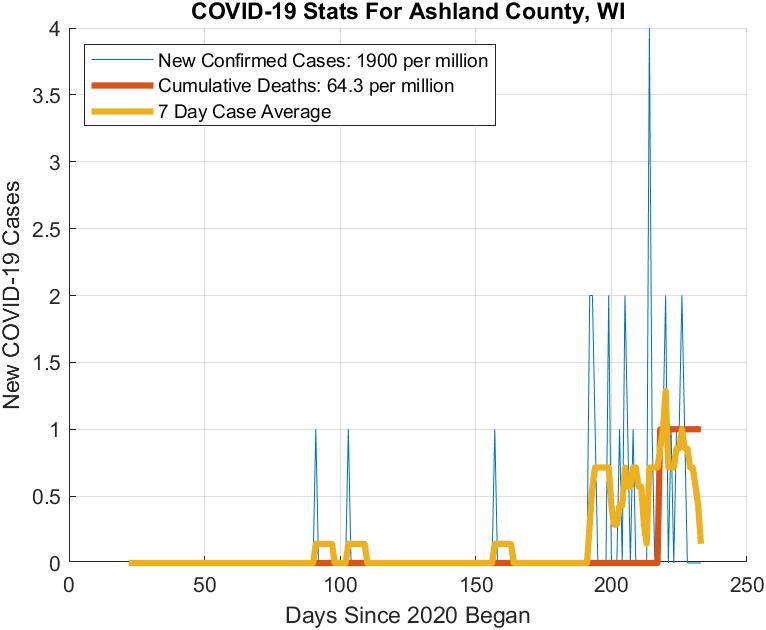 COVID-19 Stats For Ashland County, WI
New Confirmed Cases: 1900 per million
Cumulative Deaths: 64.3 per million
7 Day Case Average
New COVID-19 Cases
4
3.5
3
2.5
2
1.5
1
0.5
0
0 50 100 150 200 250
Days Since 2020 Began